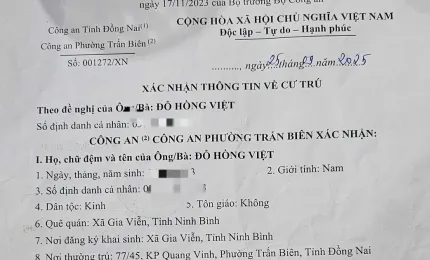 ngày 17/11/2023 của Bộ trưởng Bộ Công an
Công an Tỉnh Đồng Nai(1)
Công an Phường Trấn Biên (2)
Số: 001272/XN
CỘNG HÒA XÃ HỘI CHỦ NGHĨA VIỆT NAM
Độc lập – Tự do – Hạnh phúc
.........., ngày 25 tháng 09 năm 2025
XÁC NHẬN THÔNG TIN VỀ CƯ TRÚ
Theo đề nghị của Ông/Bà: ĐỖ HỒNG VIỆT
Số định danh cá nhân: 0
CÔNG AN (2) CÔNG AN PHƯỜNG TRẤN BIÊN XÁC NHẬN:
I. Họ, chữ đệm và tên của Ông/Bà: ĐỖ HỒNG VIỆT
1. Ngày, tháng, năm sinh: 3 2. Giới tính: Nam
3. Số định danh cá nhân: 0 3
4. Dân tộc: Kinh 5. Tôn giáo: Không
6. Quê quán: Xã Gia Viễn, Tỉnh Ninh Bình
7. Nơi đăng ký khai sinh: Xã Gia Viễn, Tỉnh Ninh Bình
8. Nơi thường trú: 77/45, KP Quang Vinh, Phường Trấn Biên, Tỉnh Đồng Nai